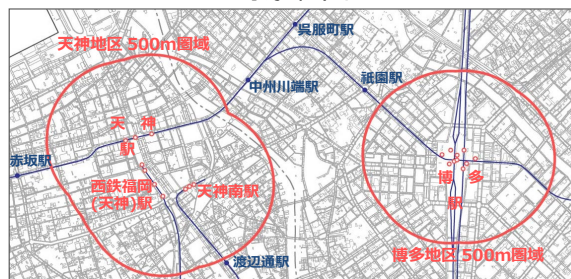 天神地区 500m圏域
呉服町駅
中州川端駅
祇園駅
天神駅
赤坂駅
西鉄福岡
(天神)駅
天神南駅
渡辺通駅
博多駅
博多地区 500m圏域